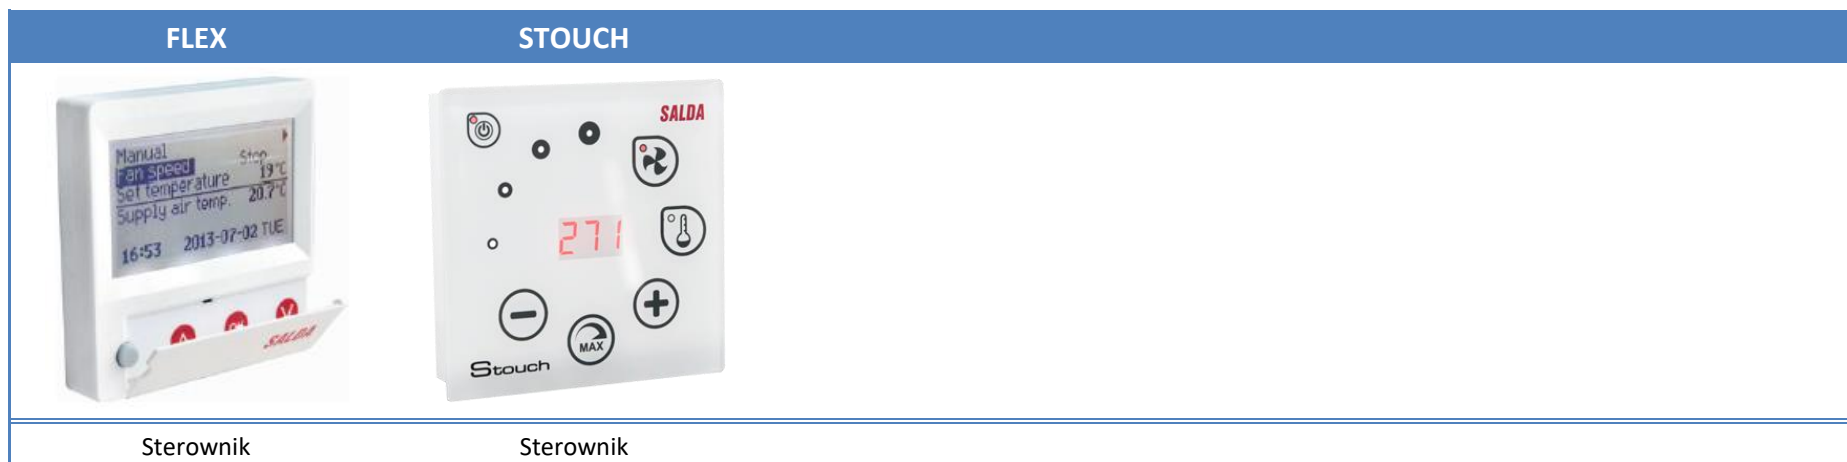 FLEX STOUCH
Manual
Fan speed Stop
Set temperature 19°C
Supply air temp. 20.7°C
16:53 2013-07-02 TUE
OK
SALDA
SALDA
271
MAX
Stouch
Sterownik Sterownik